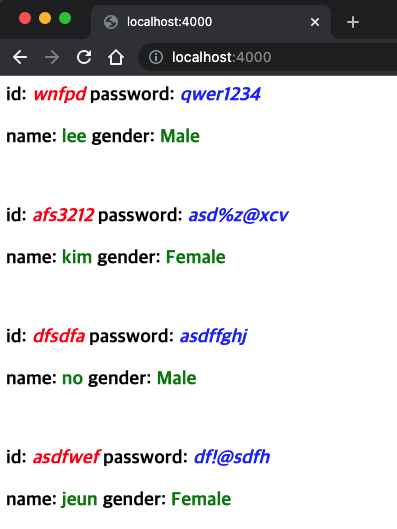 localhost:4000
localhost:4000
id: wnfpd password: qwer1234
name: lee gender: Male
id: afs3212 password: asd%z@xcv
name: kim gender: Female
id: dfsdfa password: asdffghj
name: no gender: Male
id: asdfwef password: df!@sdfh
name: jeun gender: Female